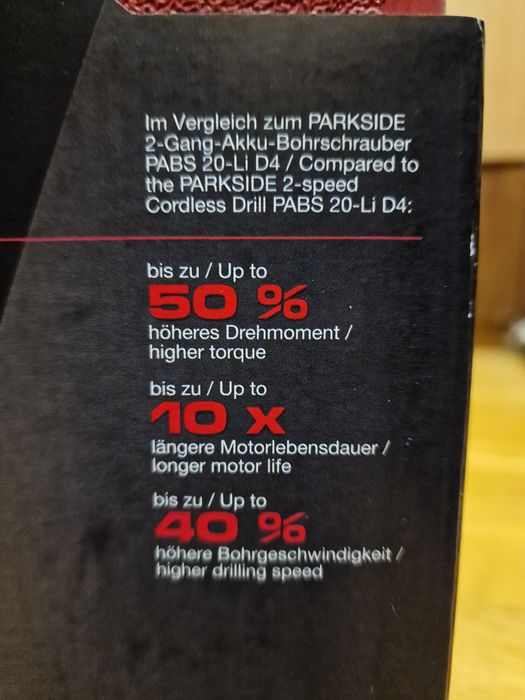 Im Vergleich zum PARKSIDE
2-Gang-Akku-Bohrschrauber
PABS 20-Li D4 / Compared to
the PARKSIDE 2-speed
Cordless Drill PABS 20-Li D4:
bis zu / Up to
50 %
höheres Drehmoment /
higher torque
bis zu / Up to
10 x
längere Motorlebensdauer /
longer motor life
bis zu / Up to
40 %
höhere Bohrgeschwindigkeit /
higher drilling speed